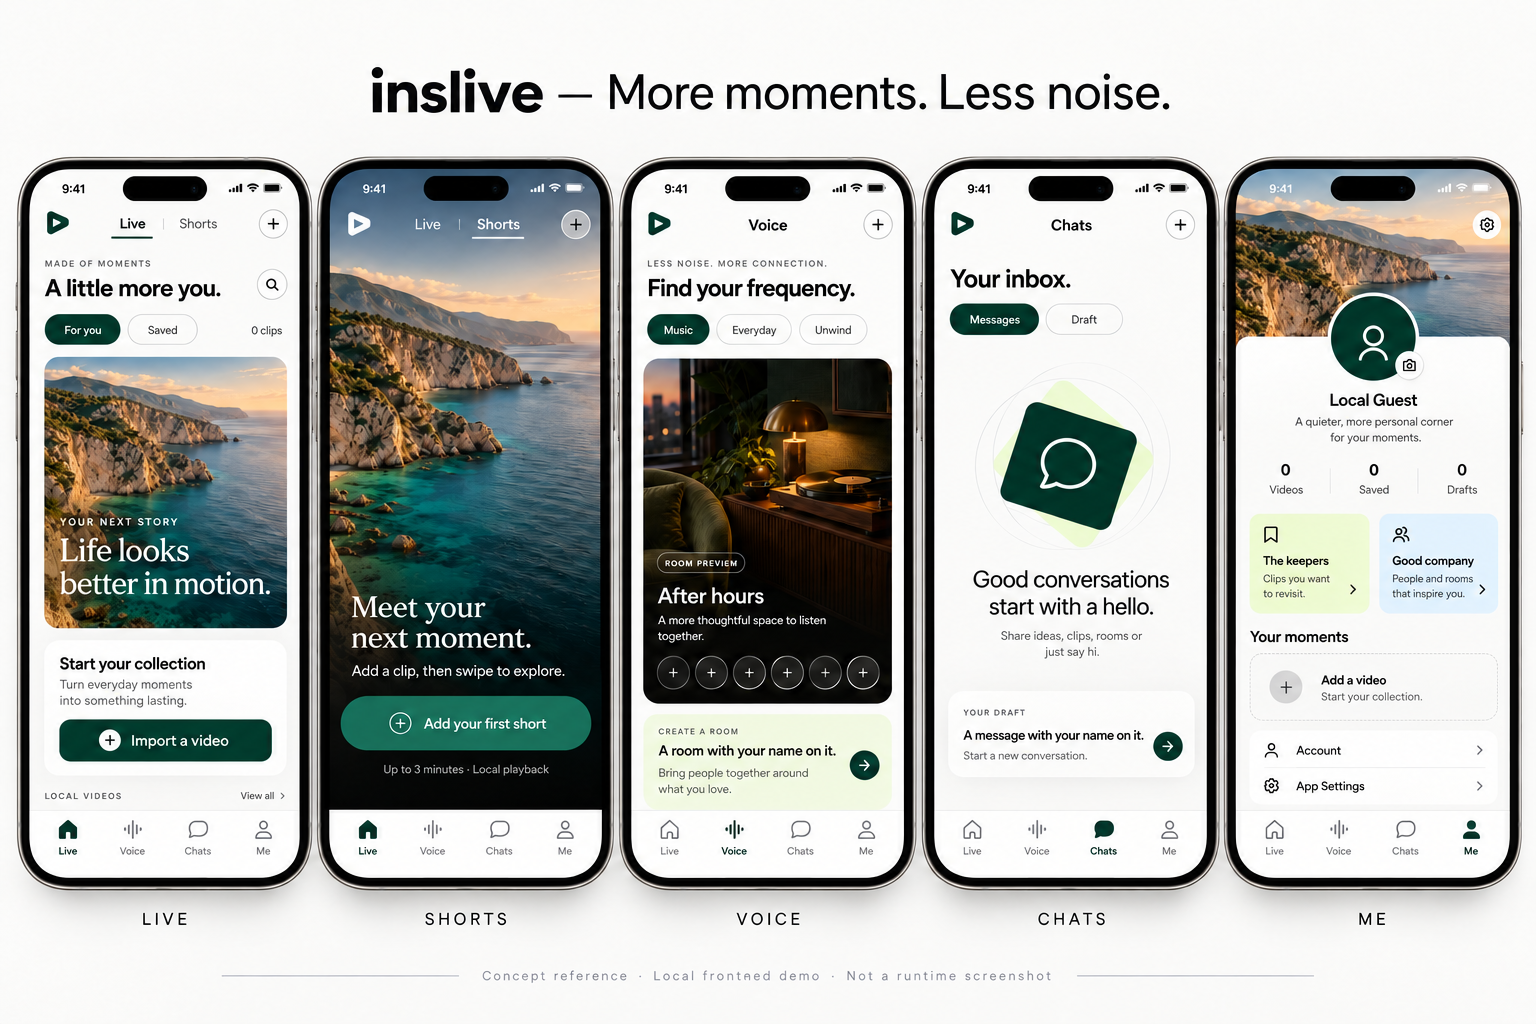 inslive — More moments. Less noise.
9:41
Live | Shorts
MADE OF MOMENTS
A little more you.
For you
Saved
0 clips
YOUR NEXT STORY
Life looks
better in motion.
Start your collection
Turn everyday moments
into something lasting.
Import a video
LOCAL VIDEOS
View all
Live
Voice
Chats
Me
LIVE
9:41
Live | Shorts
Meet your
next moment.
Add a clip, then swipe to explore.
Add your first short
Up to 3 minutes · Local playback
Live
Voice
Chats
Me
SHORTS
9:41
Voice
LESS NOISE. MORE CONNECTION.
Find your frequency.
Music
Everyday
Unwind
ROOM PREVIEM
After hours
A more thoughtful space to listen
together.
CREATE A ROOM
A room with your name on it.
Bring people together around
what you love.
Live
Voice
Chats
Me
VOICE
9:41
Chats
Your inbox.
Messages
Draft
Good conversations
start with a hello.
Share ideas, clips, rooms or
just say hi.
YOUR DRAFT
A message with your name on it.
Start a new conversation.
Live
Voice
Chats
Me
CHATS
9:41
Local Guest
A quieter, more personal corner
for your moments.
0
Videos
0
Saved
0
Drafts
The keepers
Clips you want
to revisit.
Good company
People and rooms
that inspire you.
Your moments
Add a video
Start your collection.
Account
App Settings
Live
Voice
Chats
Me
ME
Concept reference · Local frontned demo · Not a runtime screenshot